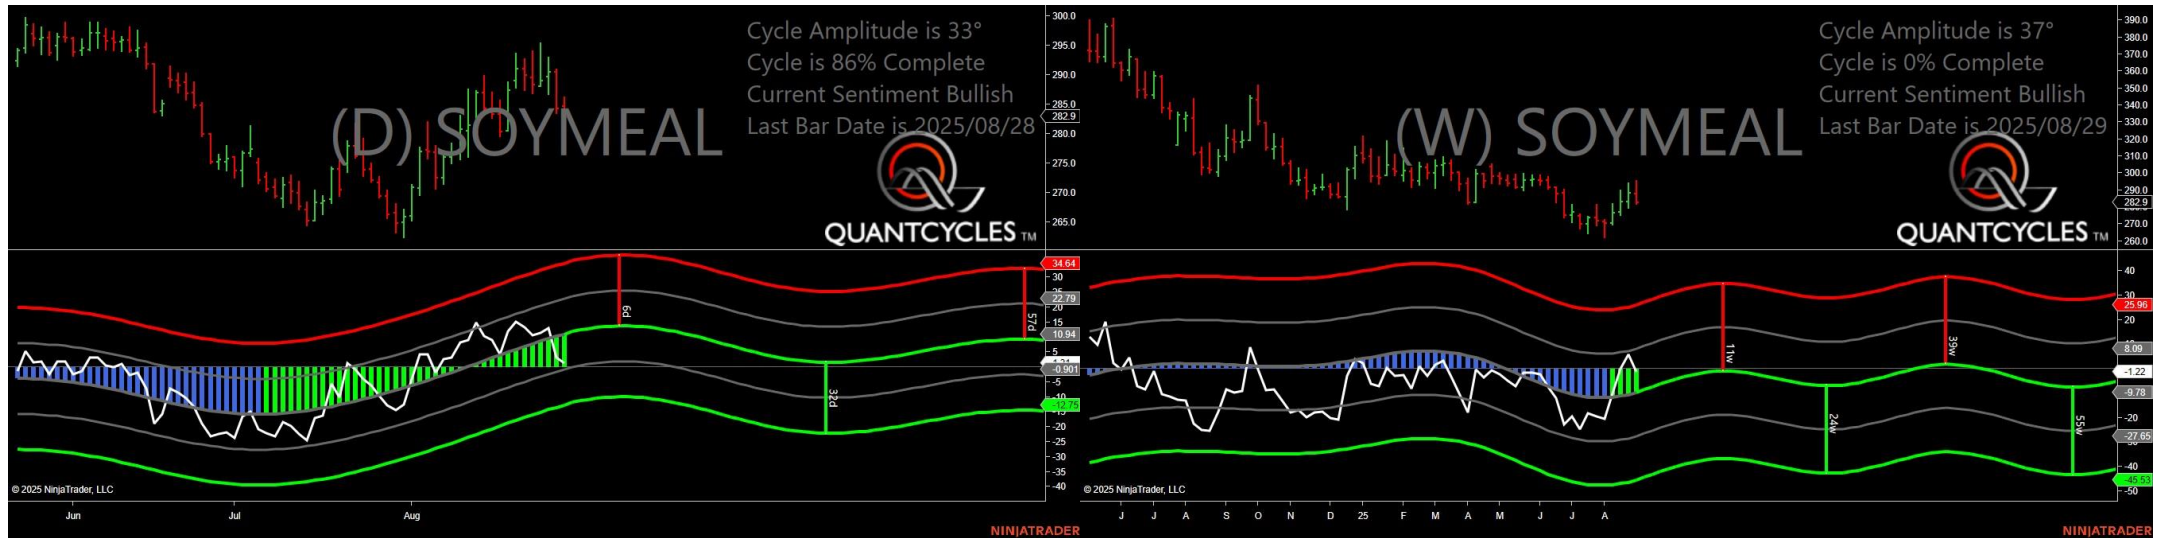 Cycle Amplitude is 33°
Cycle is 86% Complete
Current Sentiment Bullish
Last Bar Date is 2025/08/28
(D) SOYMEAL
QUANTCYCLES TM
300.0
295.0
290.0
285.0
282.9
280.0
275.0
270.0
265.0
34.64
30
25
22.79
20
15
10.94
5
-0.901
-5
-12.75
-15
-20
-25
-30
-35
-40
6d
32d
57d
© 2025 NinjaTrader, LLC
Jun
Jul
Aug
NINJATRADER
Cycle Amplitude is 37°
Cycle is 0% Complete
Current Sentiment Bullish
Last Bar Date is 2025/08/29
(W) SOYMEAL
QUANTCYCLES TM
390.0
380.0
370.0
360.0
350.0
340.0
330.0
320.0
310.0
300.0
290.0
282.9
270.0
260.0
40
30
25.96
20
8.09
-1.22
-9.78
-20
-27.65
-40
-45.53
-50
11w
24w
39w
55w
© 2025 NinjaTrader, LLC
J
J
A
S
O
N
D
25
F
M
A
M
J
J
A
NINJATRADER